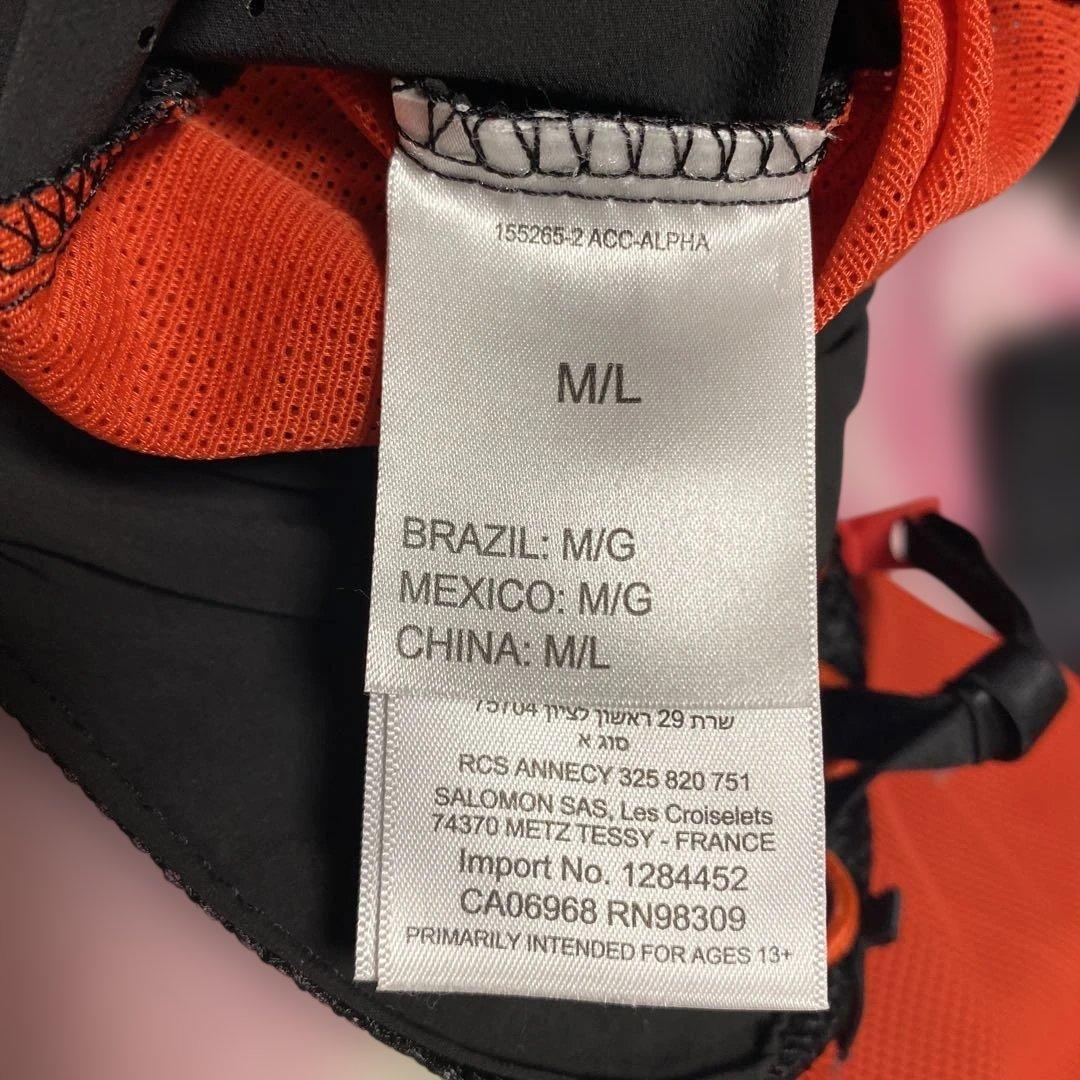 155265-2 ACC-ALPHA
M/L
BRAZIL: M/G
MEXICO: M/G
CHINA: M/L
שרת 29 ראשון לציון 75704
סוג א
RCS ANNECY 325 820 751
SALOMON SAS, Les Croiselets
74370 METZ TESSY - FRANCE
Import No. 1284452
CA06968 RN98309
PRIMARILY INTENDED FOR AGES 13+